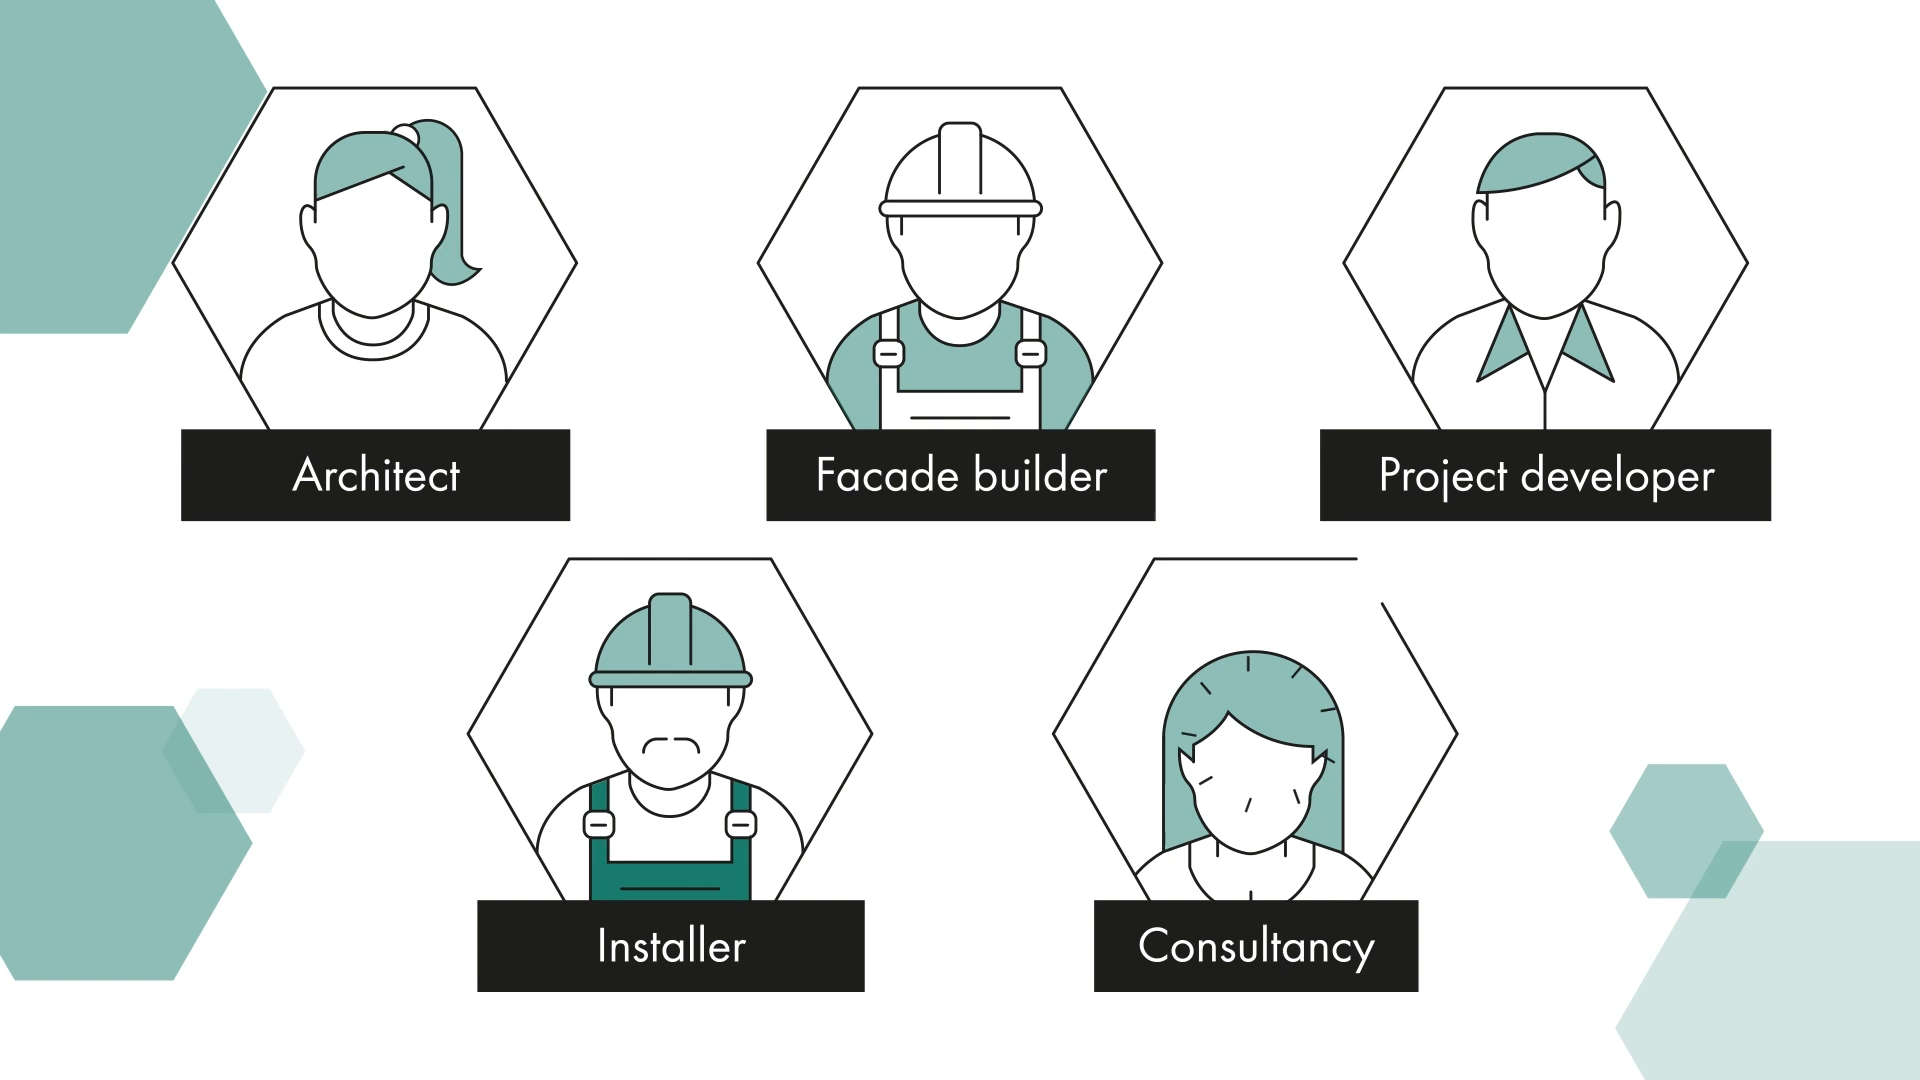 Architect
Facade builder
Project developer
Installer
Consultancy